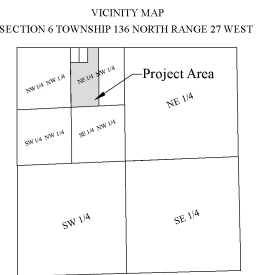 VICINITY MAP
SECTION 6 TOWNSHIP 136 NORTH RANGE 27 WEST
NW 1/4 NW 1/4
NE 1/4 NW 1/4
Project Area
NE 1/4
SW 1/4 NW 1/4
SE 1/4 NW 1/4
SW 1/4
SE 1/4